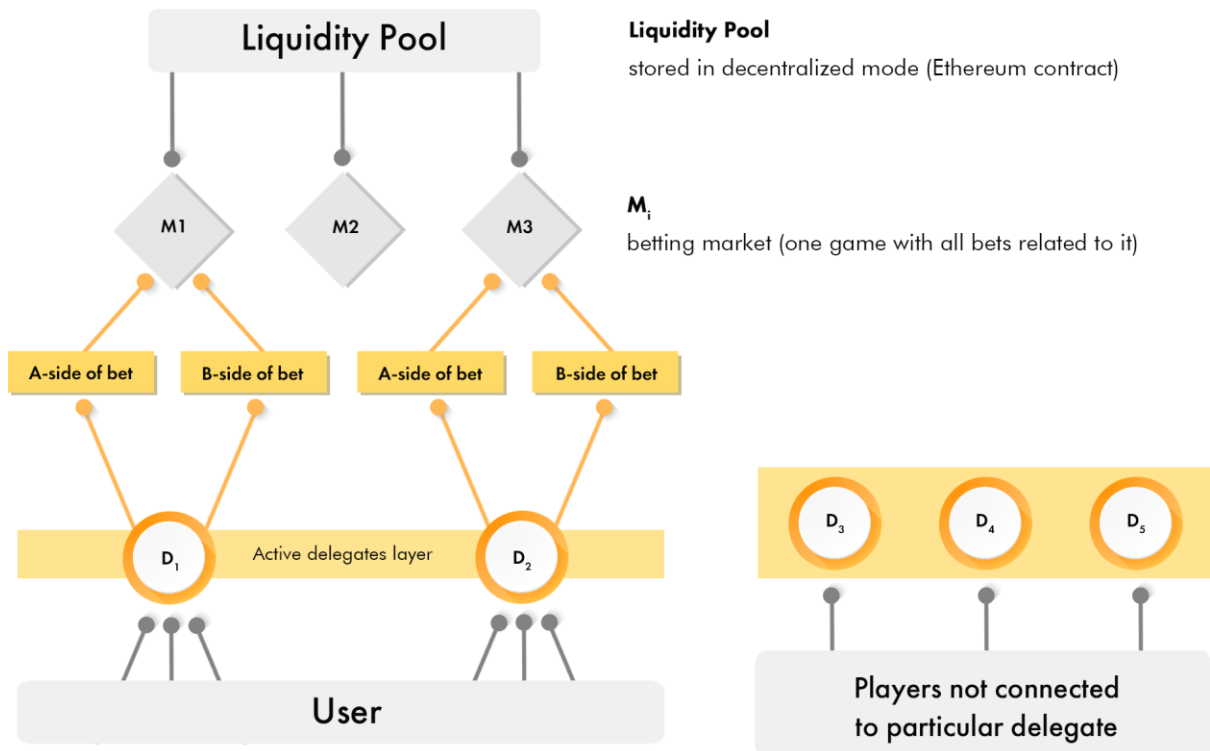 Liquidity Pool
Liquidity Pool
stored in decentralized mode (Ethereum contract)
M1
M2
M3
Mi
betting market (one game with all bets related to it)
A-side of bet
B-side of bet
A-side of bet
B-side of bet
D1
Active delegates layer
D2
D3
D4
D5
User
Players not connected
to particular delegate